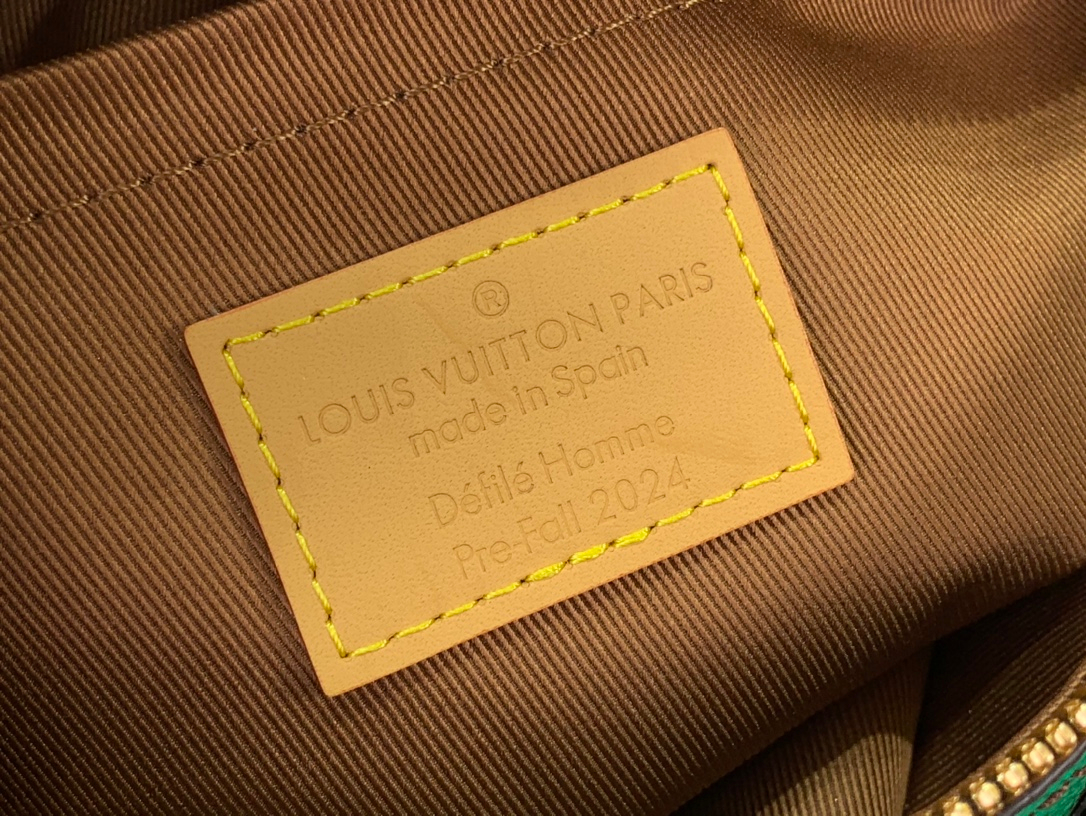 ®
LOUIS VUITTON PARIS
made in Spain
Défilé Homme
Pre-Fall 2024